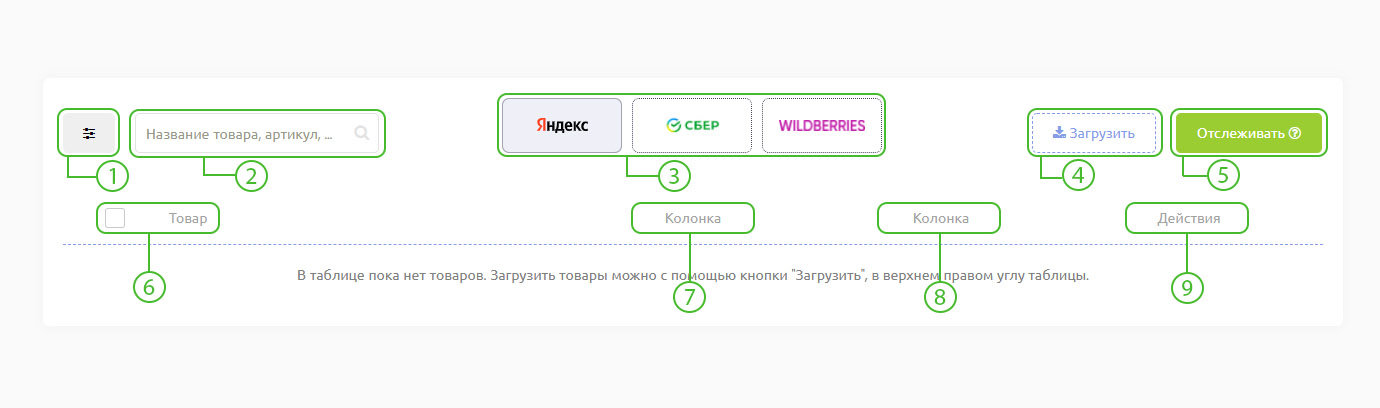 Название товара, артикул, ...
Яндекс
СБЕР
WILDBERRIES
Загрузить
Отслеживать ?
1
2
3
4
5
Товар
Колонка
Колонка
Действия
В таблице пока нет товаров. Загрузить товары можно с помощью кнопки "Загрузить", в верхнем правом углу таблицы.
6
7
8
9